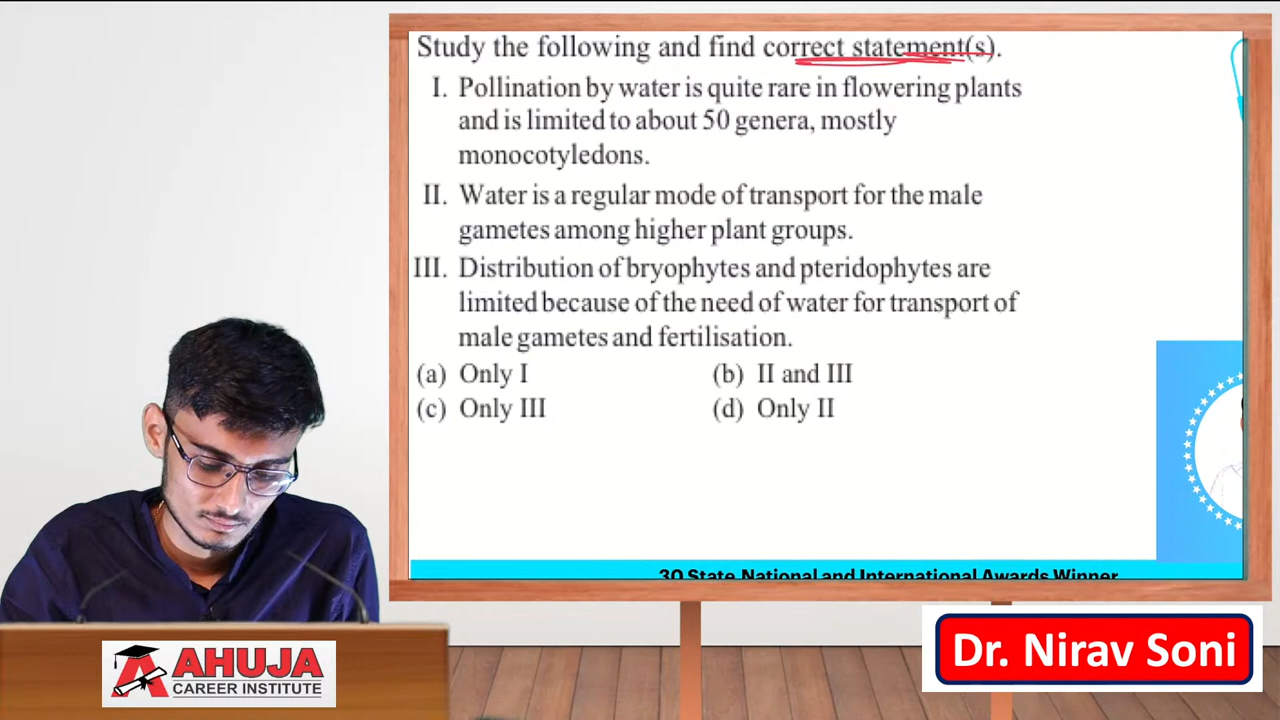 Study the following and find correct statement(s).
I. Pollination by water is quite rare in flowering plants
and is limited to about 50 genera, mostly
monocotyledons.
II. Water is a regular mode of transport for the male
gametes among higher plant groups.
III. Distribution of bryophytes and pteridophytes are
limited because of the need of water for transport of
male gametes and fertilisation.
(a) Only I (b) II and III
(c) Only III (d) Only II
30 State, National and International Awards Winner
Dr. Nirav Soni
AHUJA
CAREER INSTITUTE